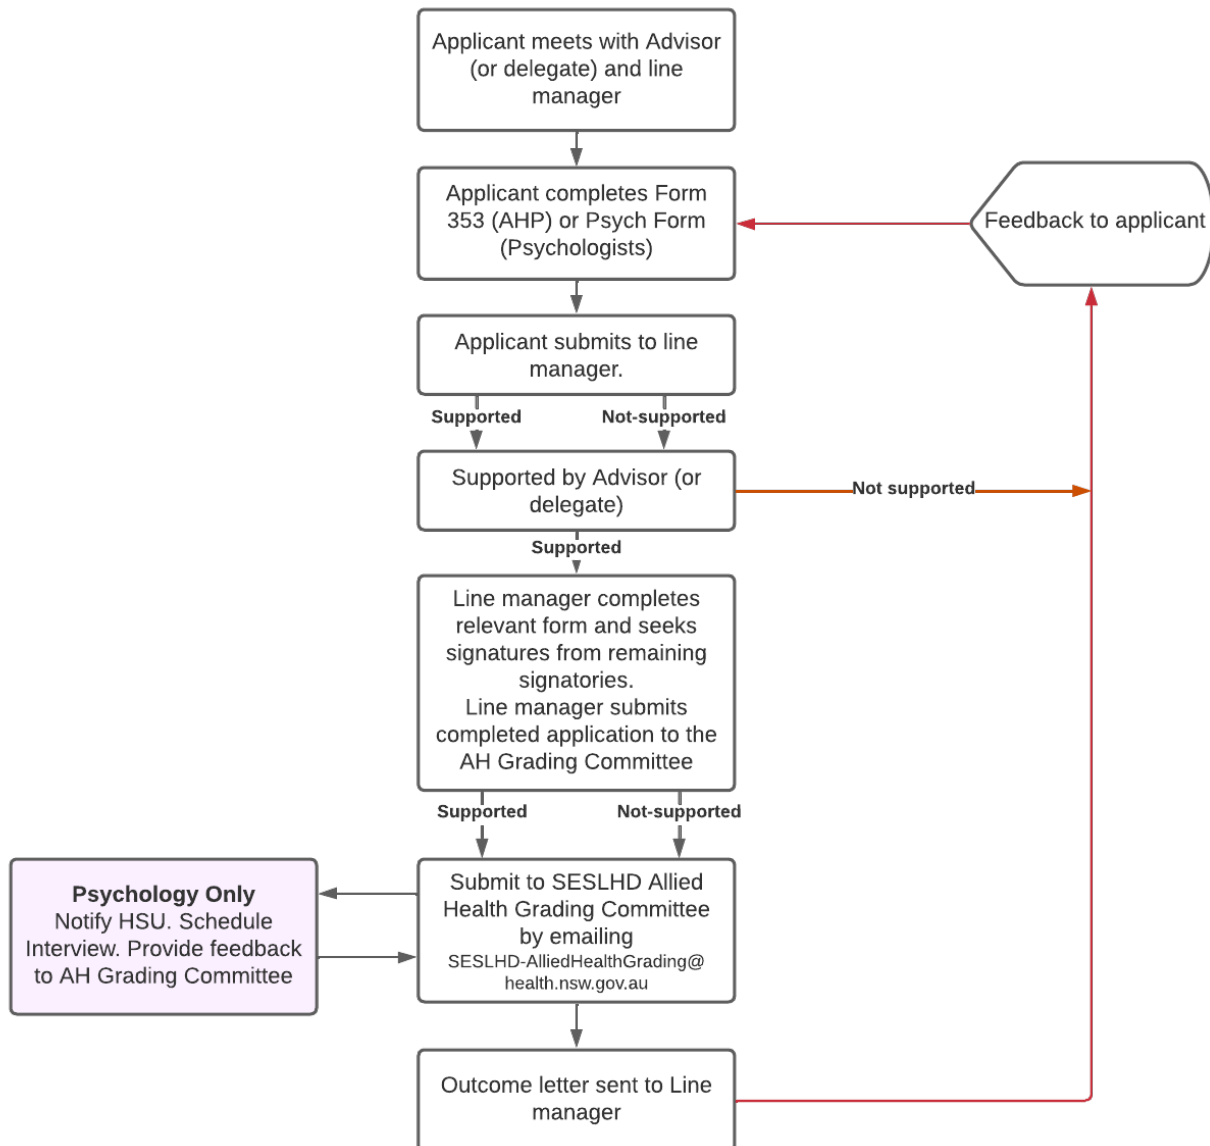 Applicant meets with Advisor
(or delegate) and line
manager
Applicant completes Form
353 (AHP) or Psych Form
(Psychologists)
Feedback to applicant
Applicant submits to line
manager.
Supported
Not-supported
Supported by Advisor (or
delegate)
Not supported
Supported
Line manager completes
relevant form and seeks
signatures from remaining
signatories.
Line manager submits
completed application to the
AH Grading Committee
Supported
Not-supported
Psychology Only
Notify HSU. Schedule
Interview. Provide feedback
to AH Grading Committee
Submit to SESLHD Allied
Health Grading Committee
by emailing
SESLHD-AlliedHealthGrading@
health.nsw.gov.au
Outcome letter sent to Line
manager